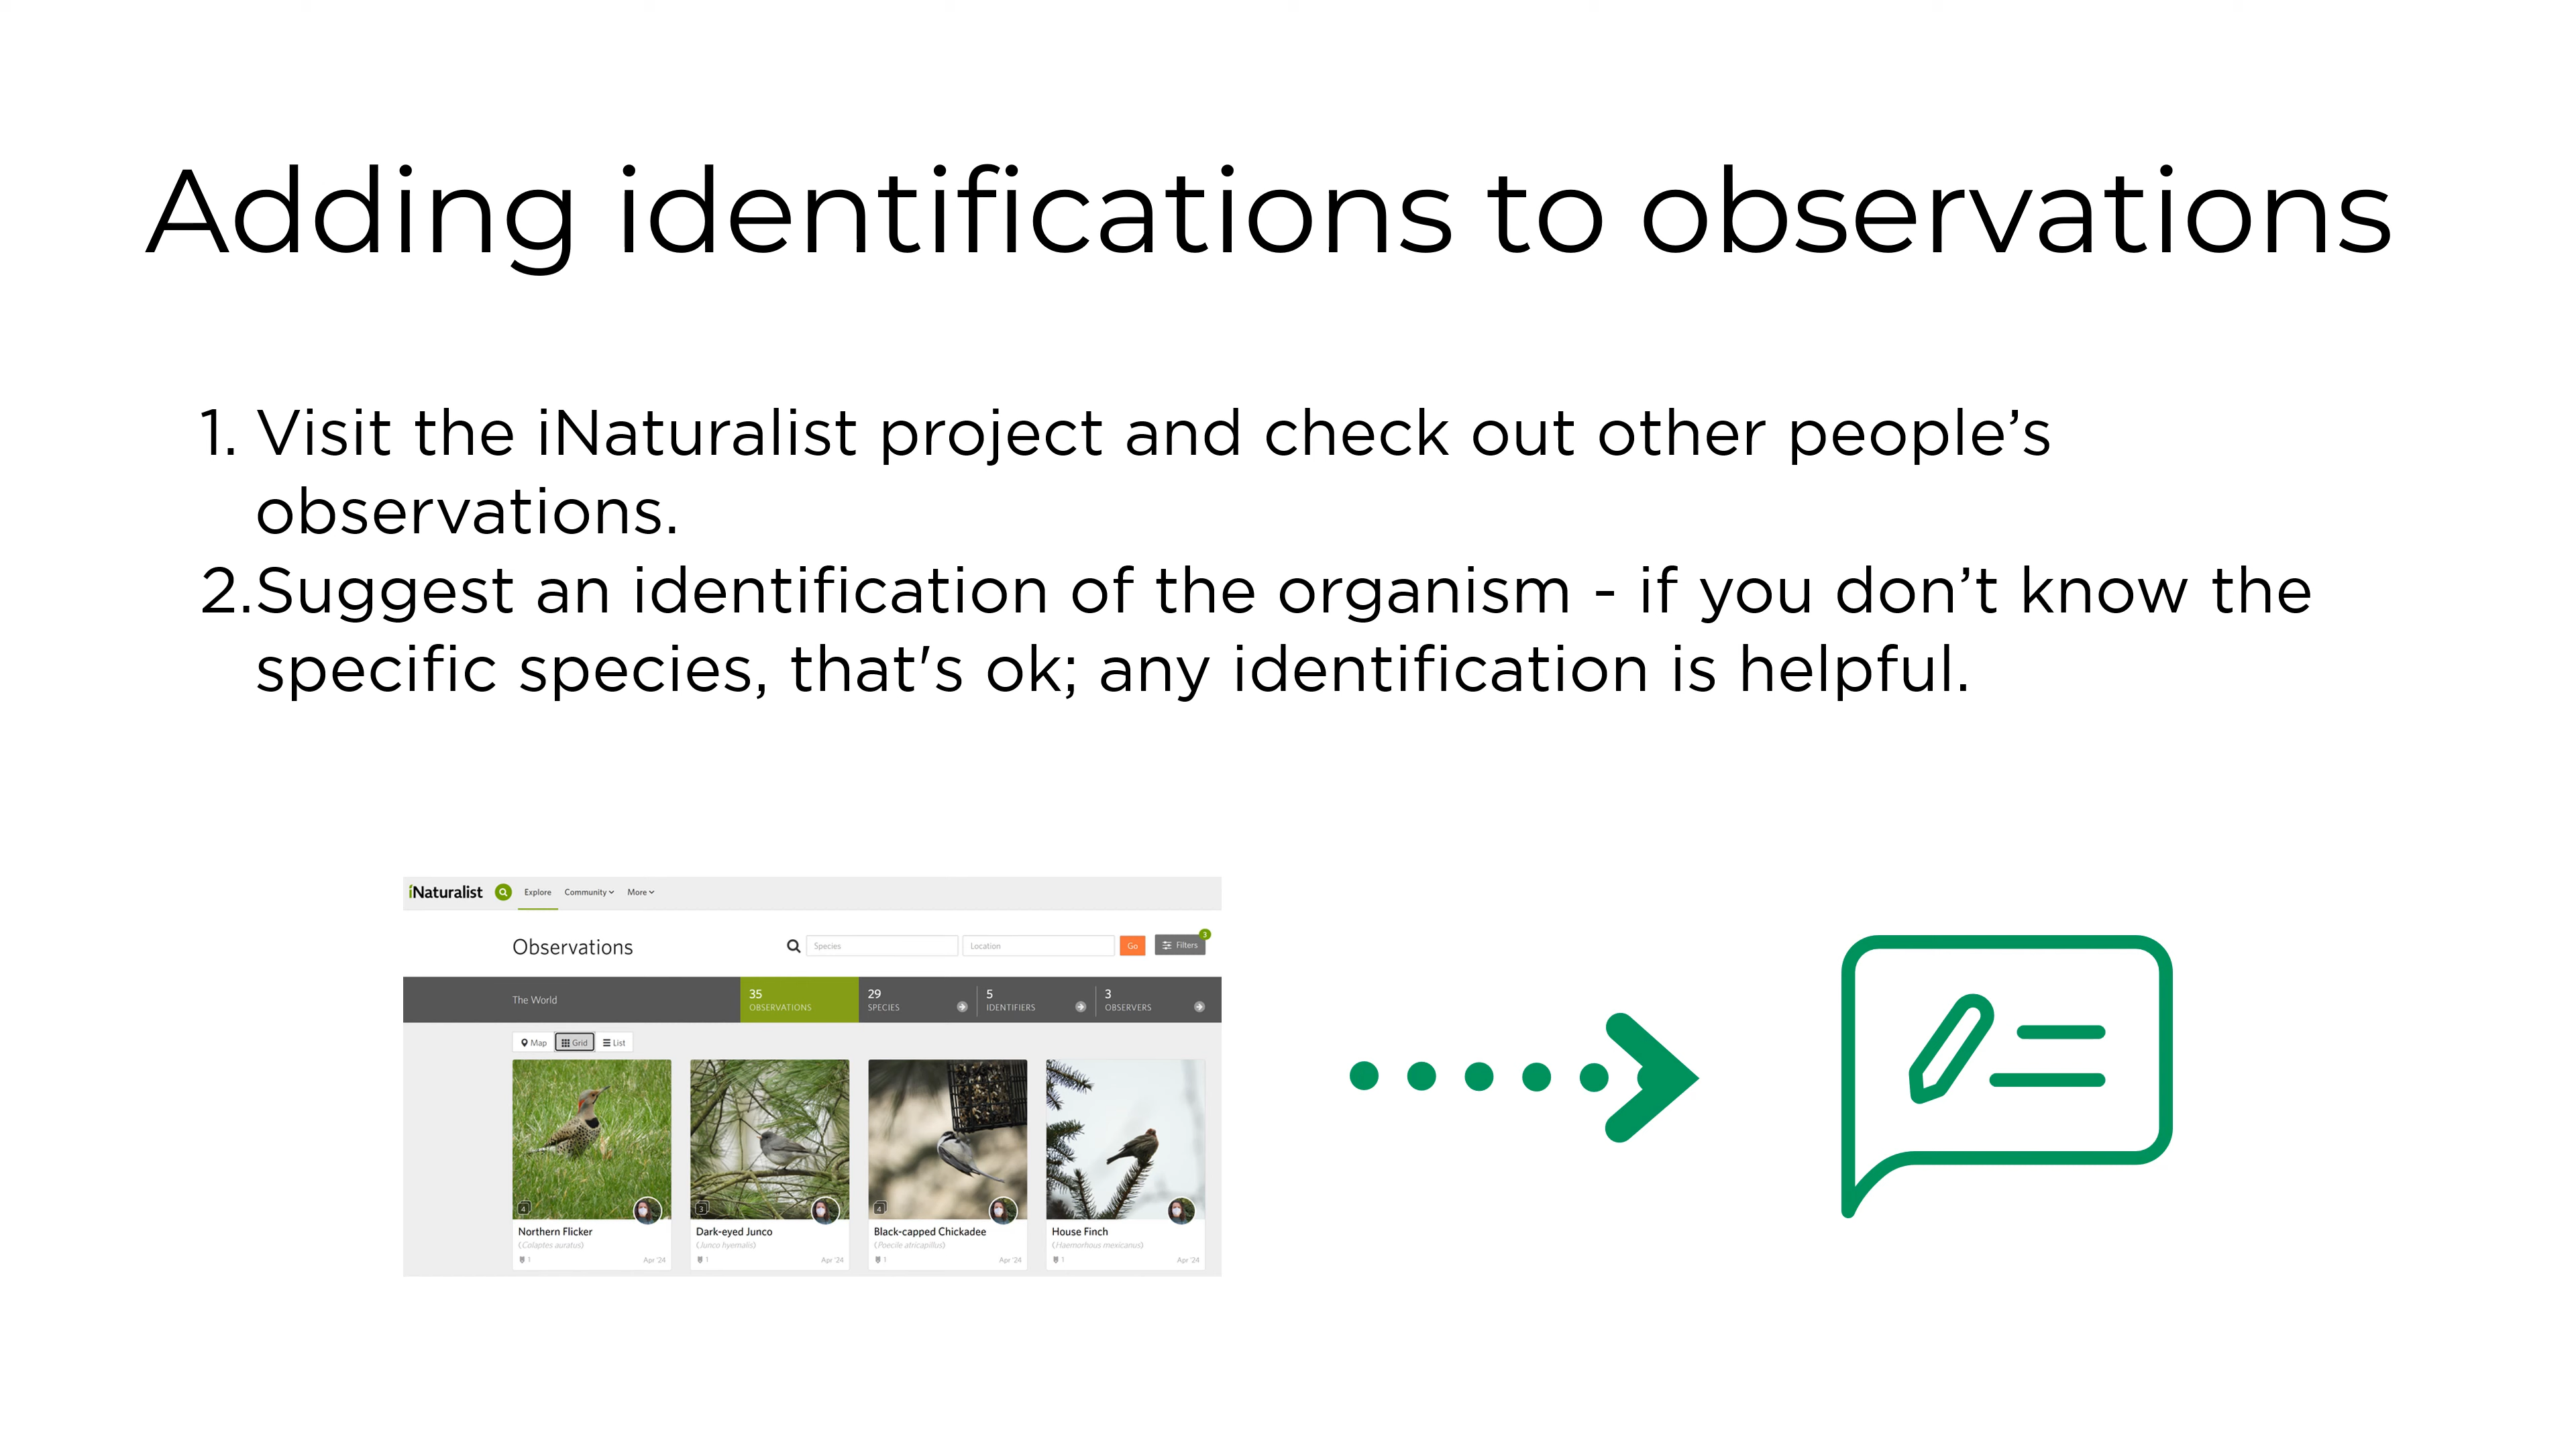 Adding identifications to observations
1. Visit the iNaturalist project and check out other people’s
observations.
2.Suggest an identification of the organism - if you don’t know the
specific species, that's ok; any identification is helpful.
iNaturalist Explore Community More
Observations Species Location Go Filters 3
The World 35 OBSERVATIONS 29 SPECIES 5 IDENTIFIERS 3 OBSERVERS
Map Grid List
4 3 4
Northern Flicker Dark-eyed Junco Black-capped Chickadee House Finch
(Colaptes auratus) (Junco hyemalis) (Poecile atricapillus) (Haemorhous mexicanus)
1 Apr '24 1 Apr '24 1 Apr '24 1 Apr '24